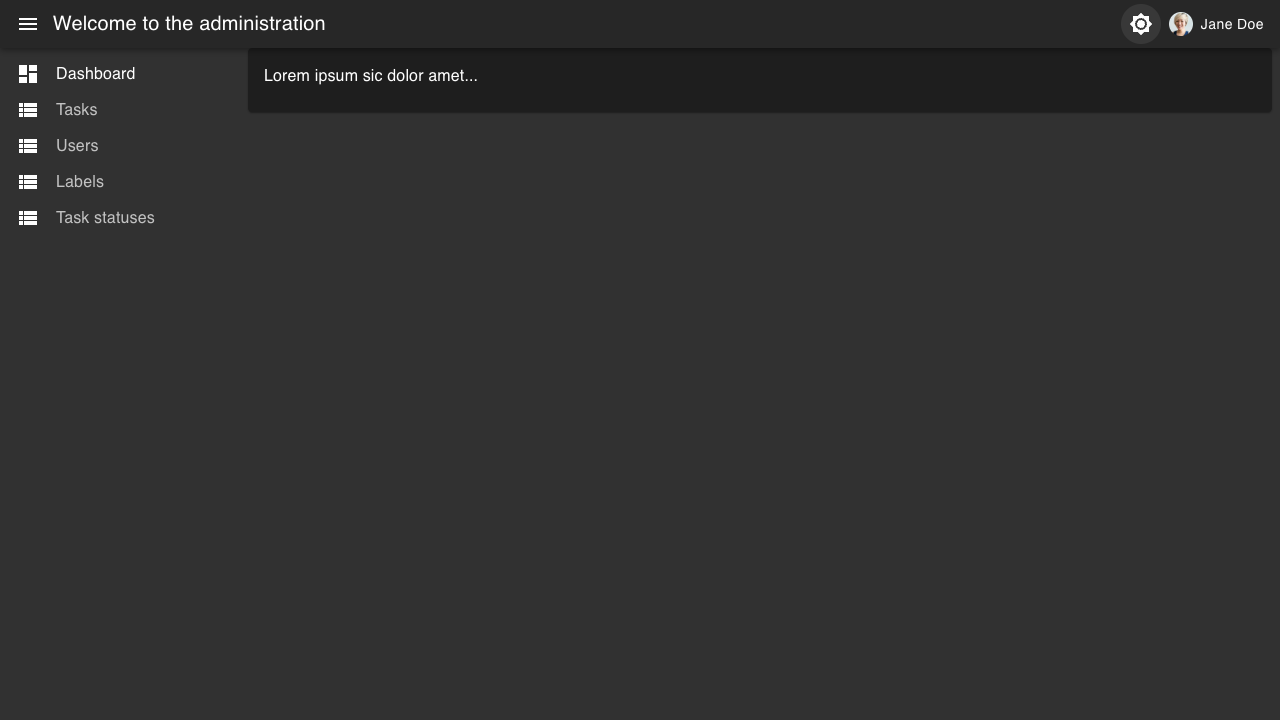 Welcome to the administration
Jane Doe
Dashboard
Tasks
Users
Labels
Task statuses
Lorem ipsum sic dolor amet...